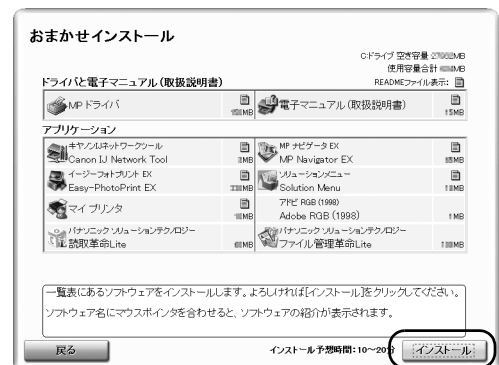 おまかせインストール
C:ドライブ 空き容量 MB
使用容量合計 MB
ドライバと電子マニュアル(取扱説明書)
READMEファイル表示:
MP ドライバ
MB
電子マニュアル(取扱説明書)
15MB
アプリケーション
キヤノンIJネットワークツール
Canon IJ Network Tool
MB
MP ナビゲータ EX
MP Navigator EX
MB
イージーフォトプリント EX
Easy-PhotoPrint EX
MB
ソリューションメニュー
Solution Menu
MB
マイ プリンタ
MB
アドビ RGB (1998)
Adobe RGB (1998)
1 MB
パナソニック ソリューションテクノロジー
読取革命Lite
MB
パナソニック ソリューションテクノロジー
ファイル管理革命Lite
MB
一覧表にあるソフトウェアをインストールします。よろしければ[インストール]をクリックしてください。
ソフトウェア名にマウスポインタを合わせると、ソフトウェアの紹介が表示されます。
戻る
インストール予想時間:10~20分
インストール